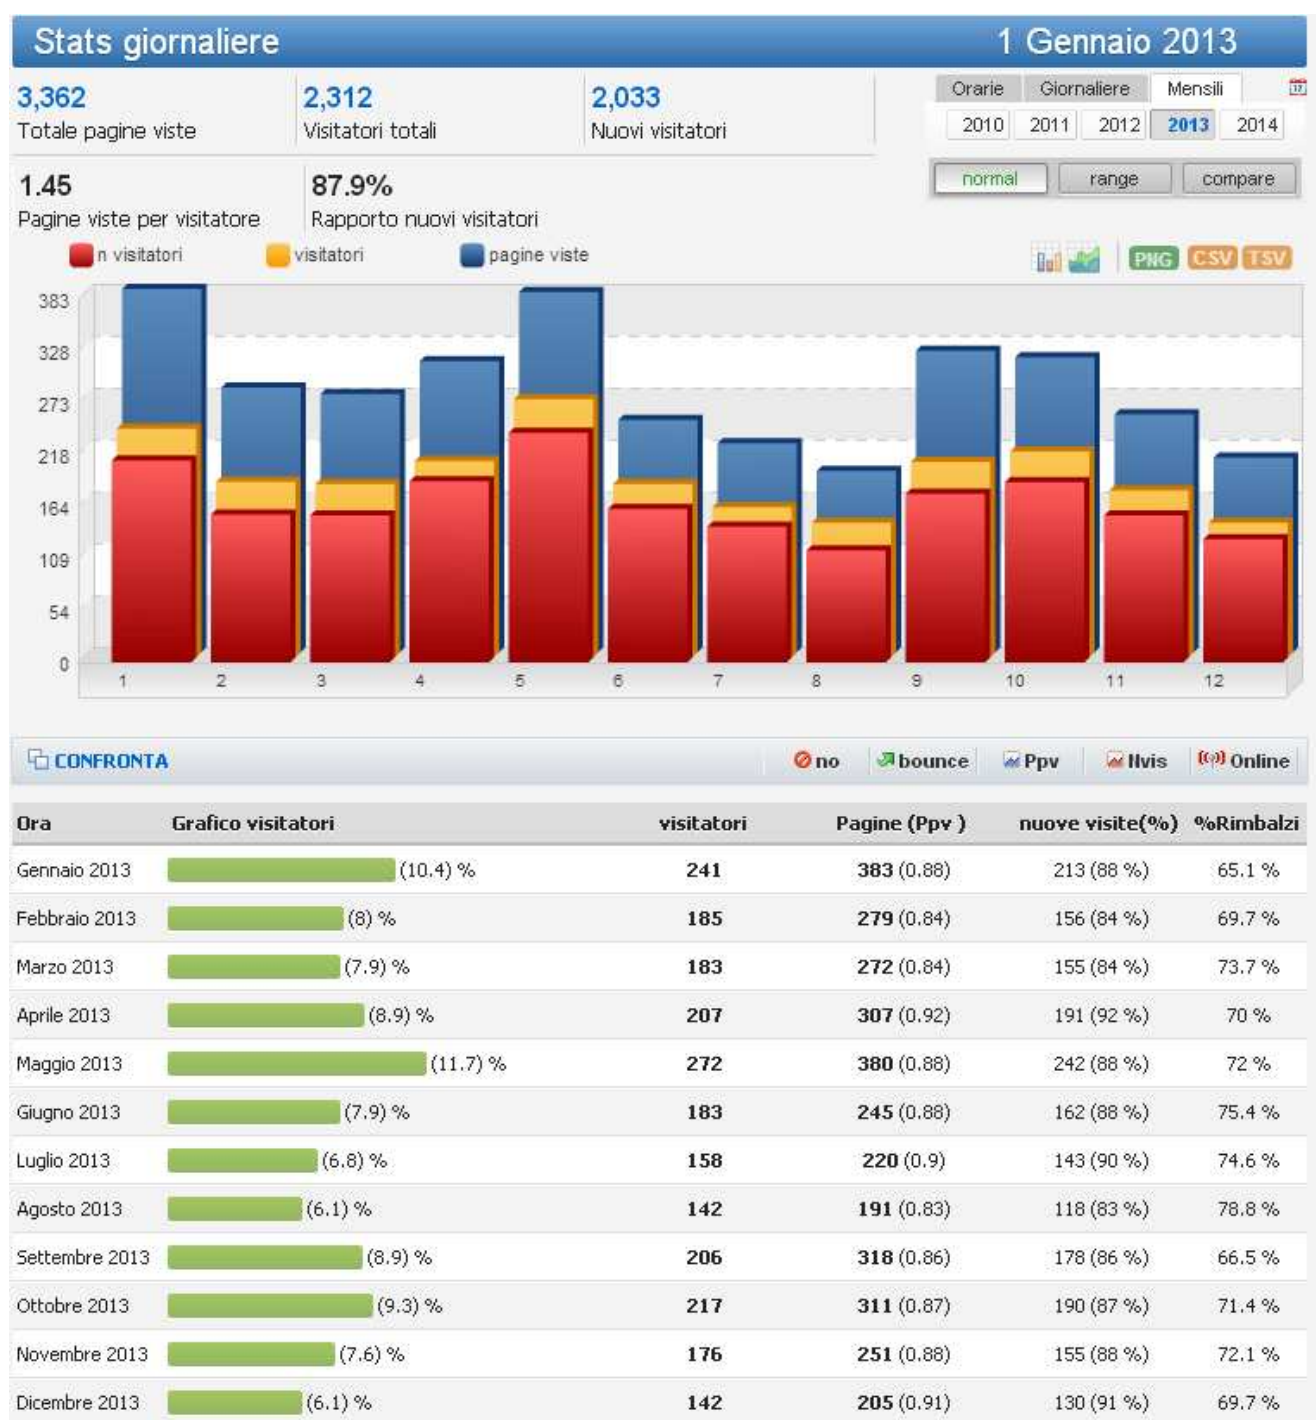 Stats giornaliere 1 Gennaio 2013
3,362 2,312 2,033
Totale pagine viste Visitatori totali Nuovi visitatori
Orarie Giornaliere Mensili
2010 2011 2012 2013 2014
normal range compare
1.45 87.9%
Pagine viste per visitatore Rapporto nuovi visitatori
n visitatori visitatori pagine viste
PNG CSV TSV
383
328
273
218
164
109
54
0
1 2 3 4 5 6 7 8 9 10 11 12
CONFRONTA no bounce Ppv Nvis Online
Ora Grafico visitatori visitatori Pagine (Ppv ) nuove visite(%) %Rimbalzi
Gennaio 2013 (10.4) % 241 383 (0.88) 213 (88 %) 65.1 %
Febbraio 2013 (8) % 185 279 (0.84) 156 (84 %) 69.7 %
Marzo 2013 (7.9) % 183 272 (0.84) 155 (84 %) 73.7 %
Aprile 2013 (8.9) % 207 307 (0.92) 191 (92 %) 70 %
Maggio 2013 (11.7) % 272 380 (0.88) 242 (88 %) 72 %
Giugno 2013 (7.9) % 183 245 (0.88) 162 (88 %) 75.4 %
Luglio 2013 (6.8) % 158 220 (0.9) 143 (90 %) 74.6 %
Agosto 2013 (6.1) % 142 191 (0.83) 118 (83 %) 78.8 %
Settembre 2013 (8.9) % 206 318 (0.86) 178 (86 %) 66.5 %
Ottobre 2013 (9.3) % 217 311 (0.87) 190 (87 %) 71.4 %
Novembre 2013 (7.6) % 176 251 (0.88) 155 (88 %) 72.1 %
Dicembre 2013 (6.1) % 142 205 (0.91) 130 (91 %) 69.7 %